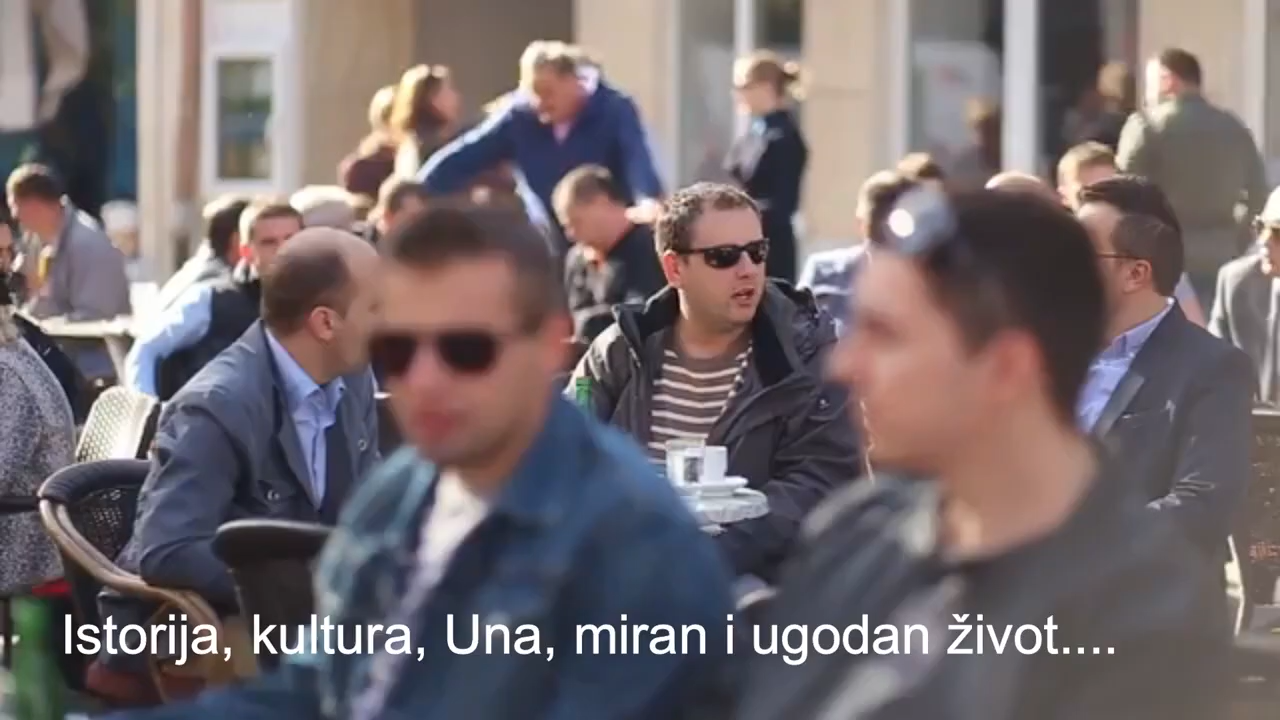 Istorija, kultura, Una, miran i ugodan život....